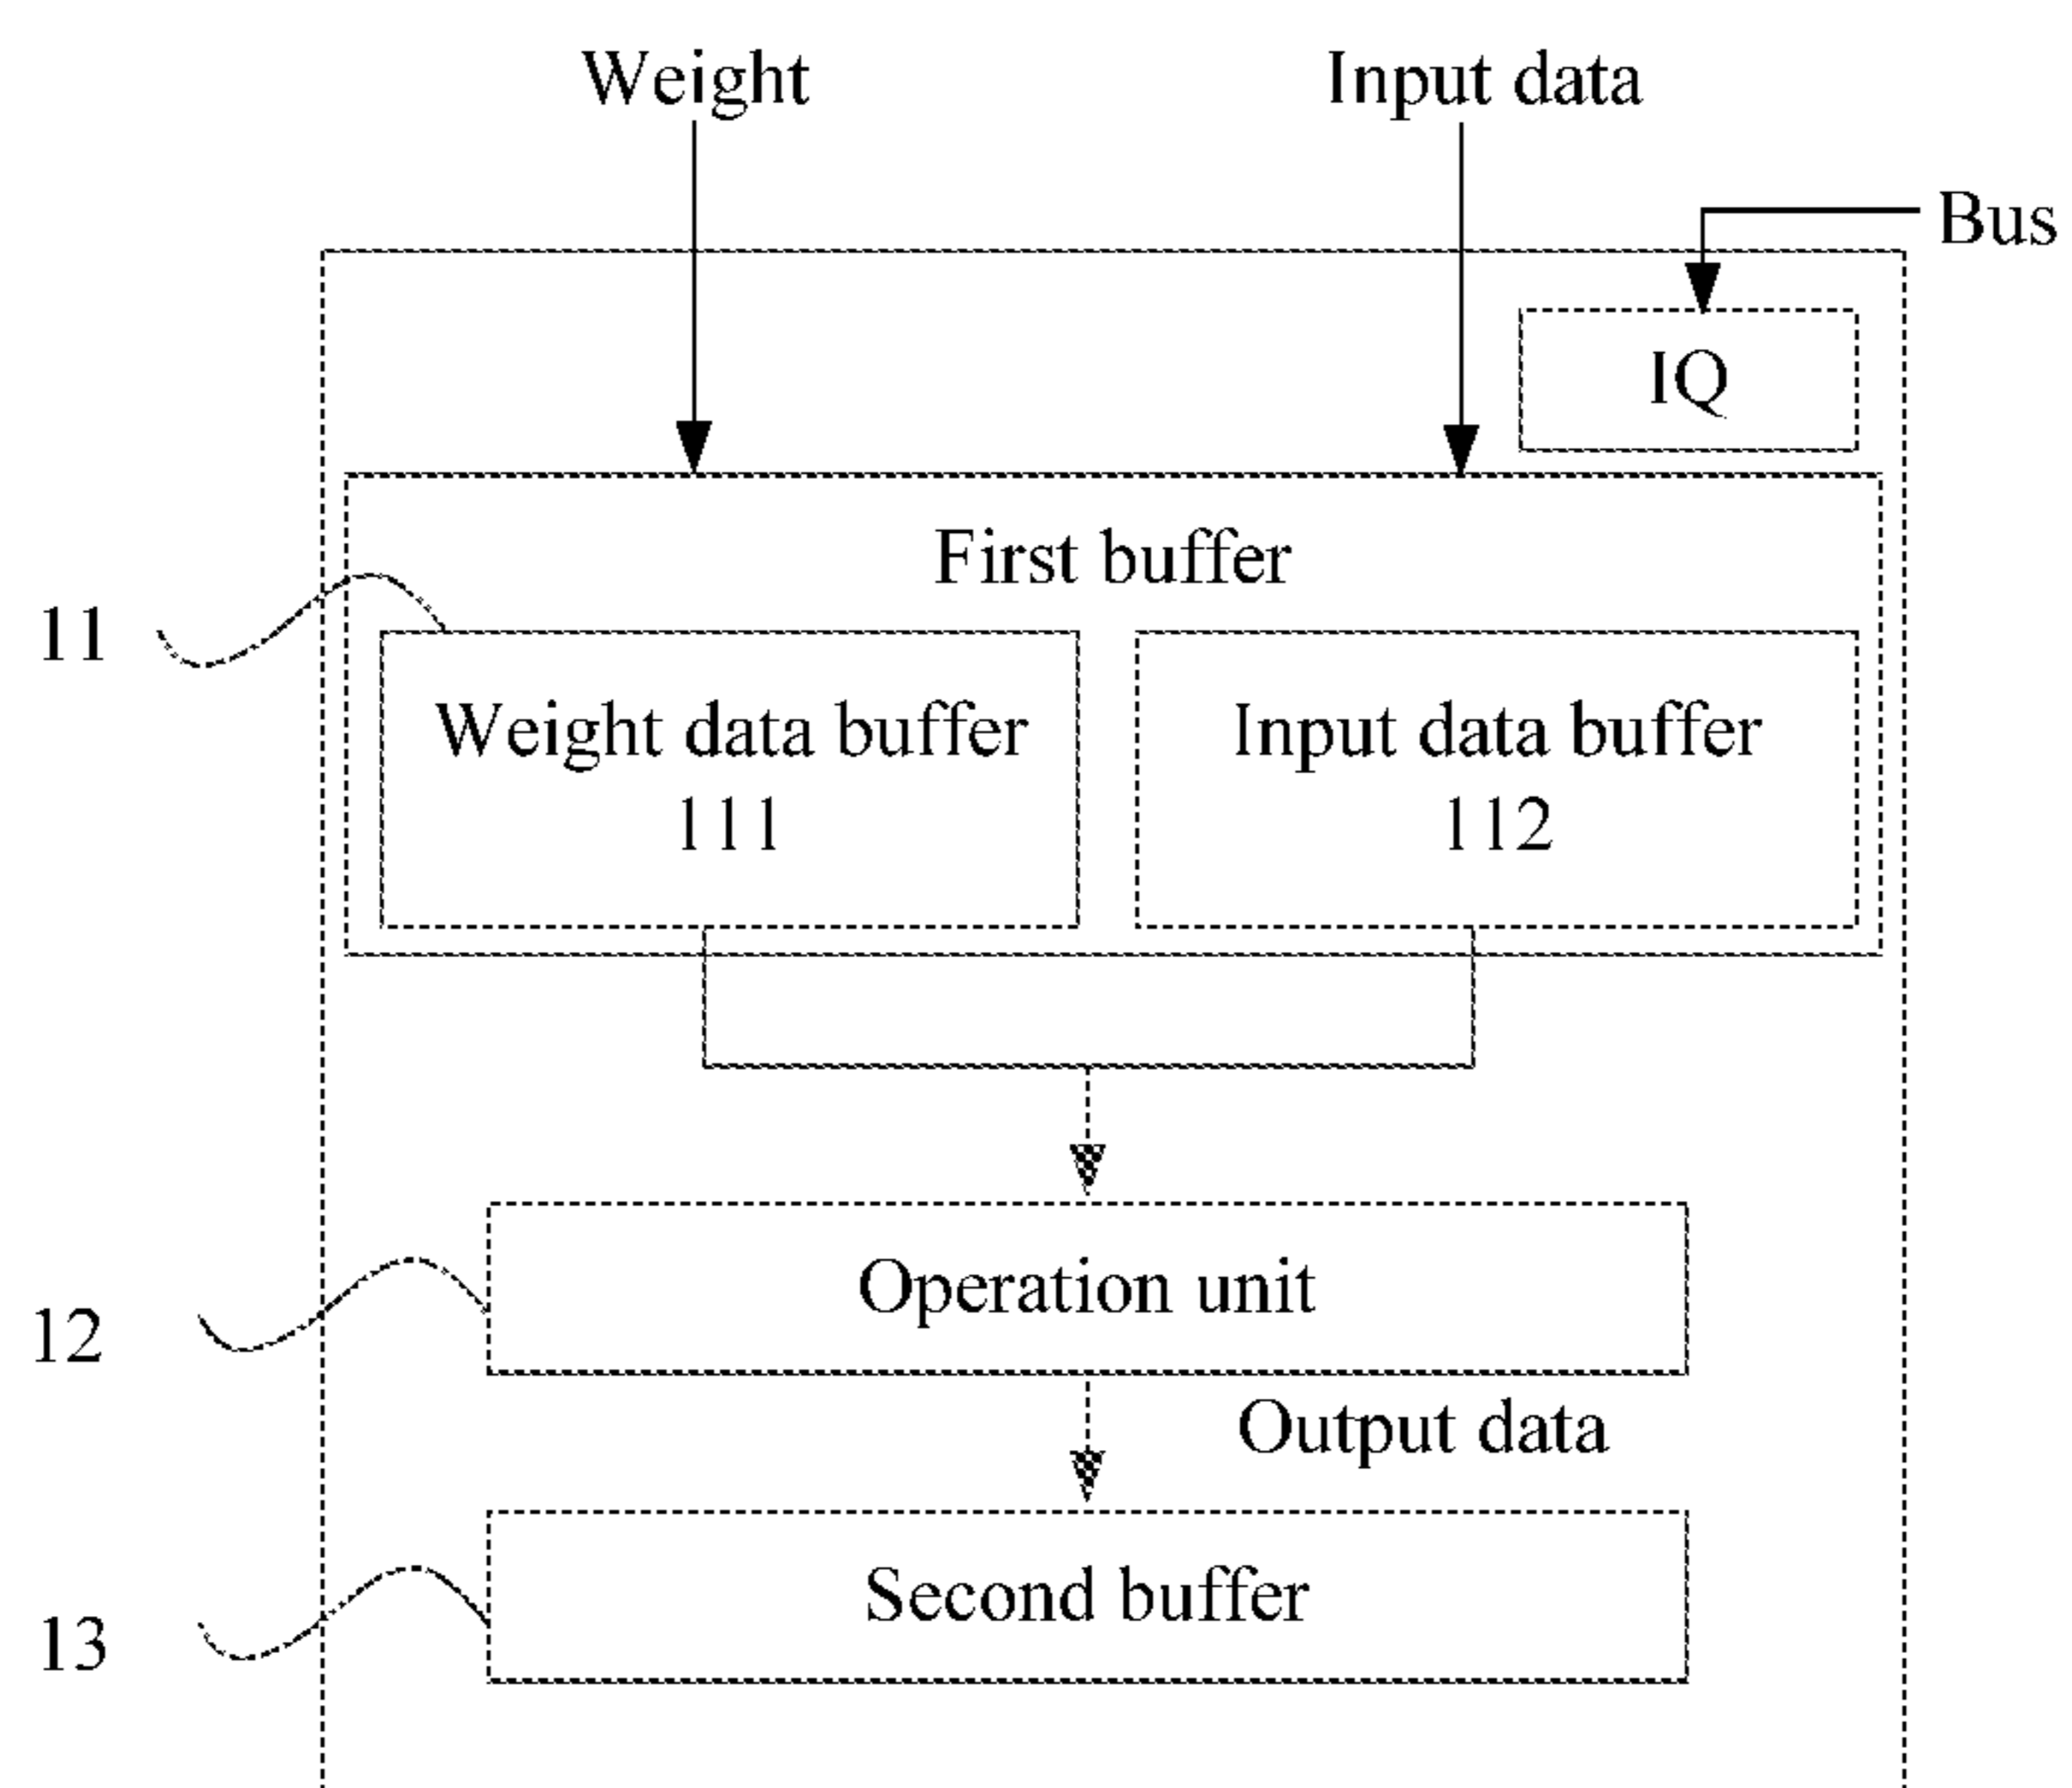 Weight
Input data
Bus
IQ
First buffer
11
Weight data buffer
111
Input data buffer
112
12
Operation unit
Output data
13
Second buffer